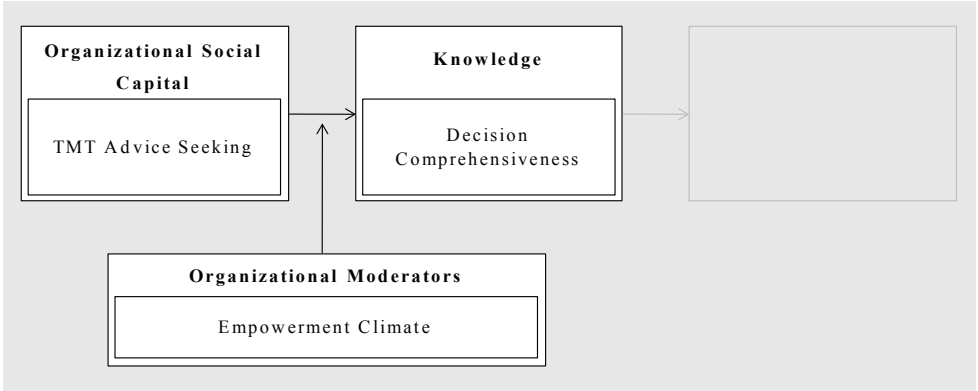 Organizational Social
Capital
TMT Advice Seeking
Knowledge
Decision
Comprehensiveness
Organizational Moderators
Empowerment Climate